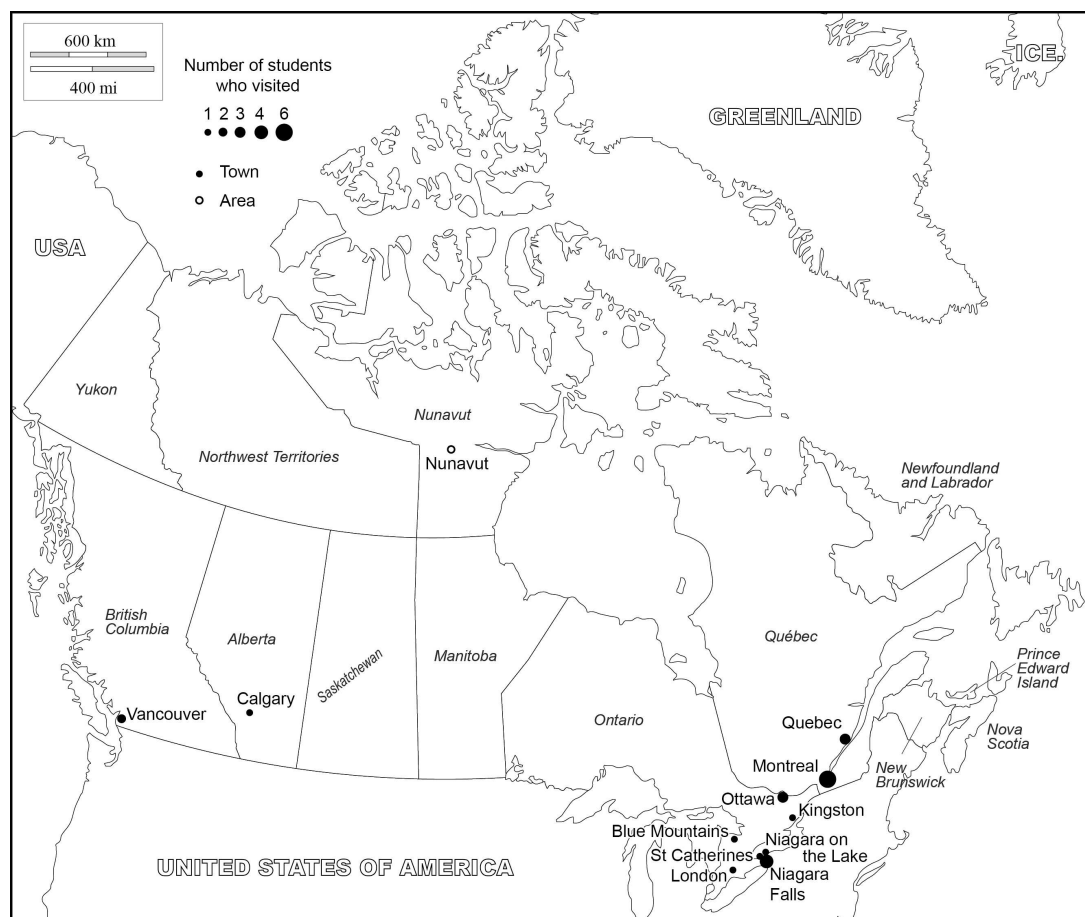 600 km
400 mi
Number of students
who visited
1 2 3 4 6
Town
Area
ICE.
GREENLAND
USA
Yukon
Nunavut
Nunavut
Northwest Territories
Newfoundland
and Labrador
British
Columbia
Alberta
Saskatchewan
Manitoba
Québec
Prince
Edward
Island
Ontario
Calgary
Vancouver
Quebec
Nova
Scotia
Montreal
New
Brunswick
Ottawa
Kingston
Blue Mountains
Niagara on
the Lake
St Catherines
London
Niagara
Falls
UNITED STATES OF AMERICA